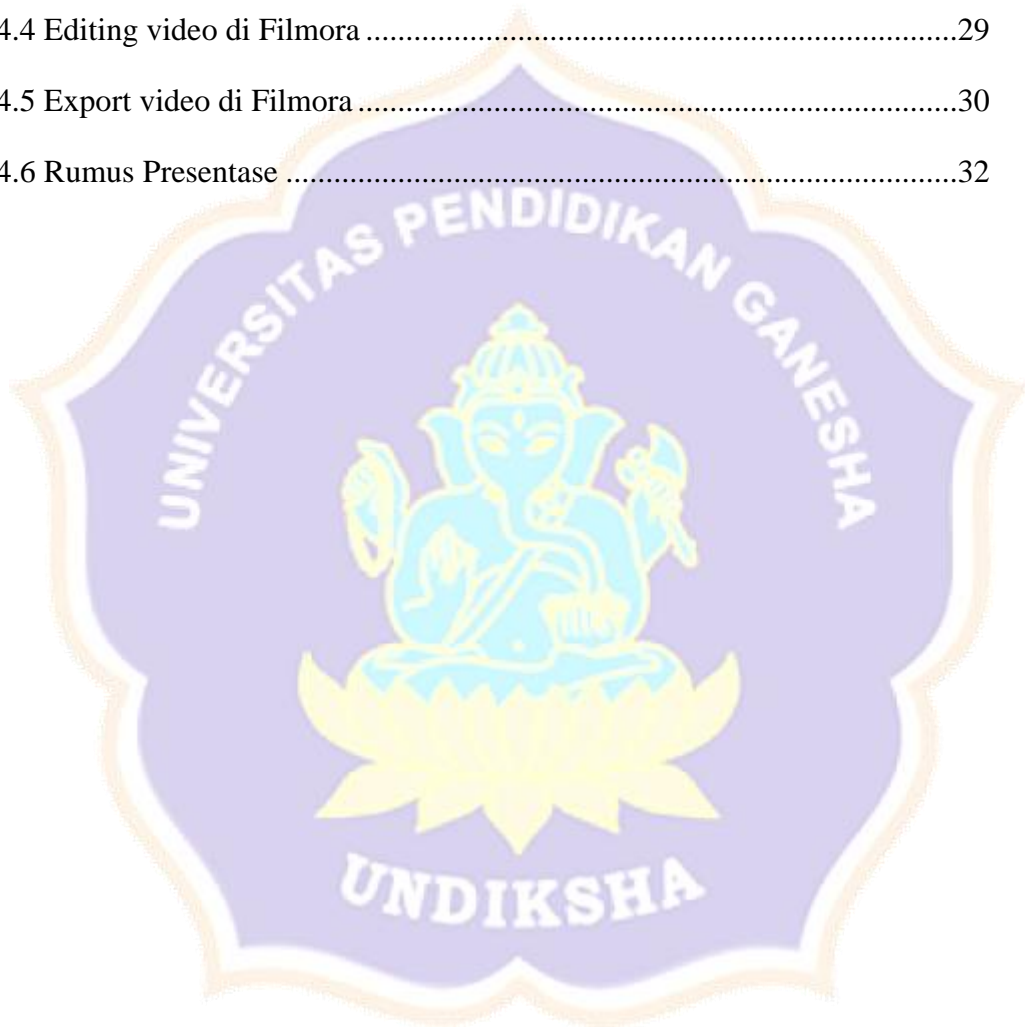 4.4 Editing video di Filmora ..........................................................................29
4.5 Export video di Filmora ...........................................................................30
4.6 Rumus Presentase ....................................................................................32
UNIVERSITAS PENDIDIKAN GANESHA
UNDIKSHA